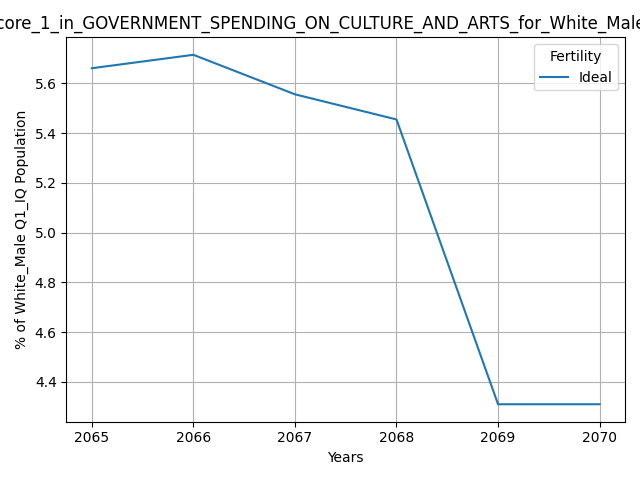 core_1_in_GOVERNMENT_SPENDING_ON_CULTURE_AND_ARTS_for_White_Male
Fertility
Ideal
% of White_Male Q1_IQ Population
5.6
5.4
5.2
5.0
4.8
4.6
4.4
2065 2066 2067 2068 2069 2070
Years